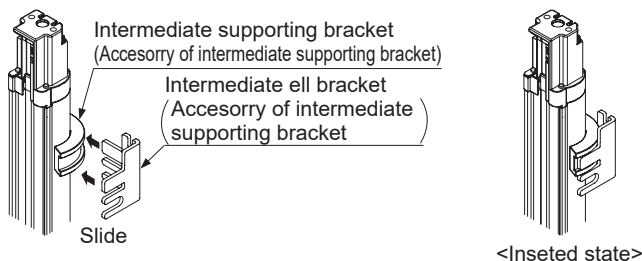 Intermediate supporting bracket
(Accesorry of intermediate supporting bracket)
Intermediate ell bracket
(Accesorry of intermediate
supporting bracket)
Slide
<Inseted state>